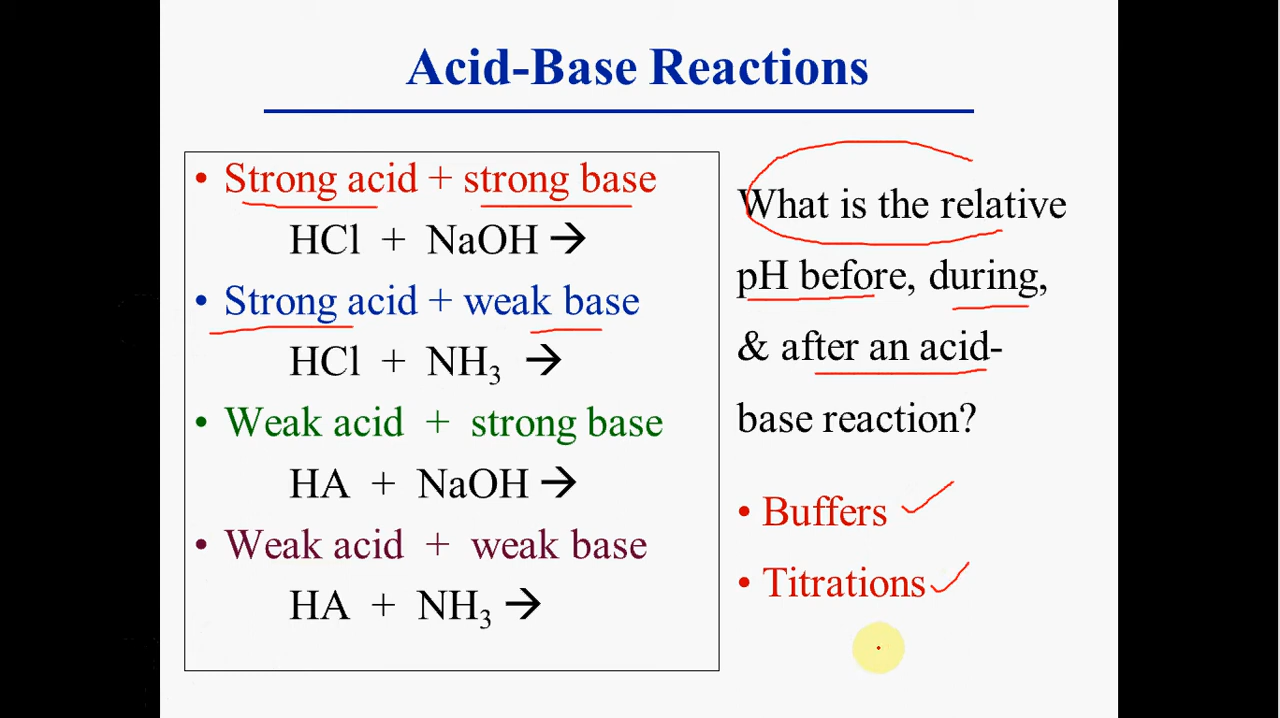 Acid-Base Reactions
• Strong acid + strong base
HCl + NaOH →
• Strong acid + weak base
HCl + NH₃ →
• Weak acid + strong base
HA + NaOH →
• Weak acid + weak base
HA + NH₃ →
What is the relative
pH before, during,
& after an acid-
base reaction?
• Buffers
• Titrations